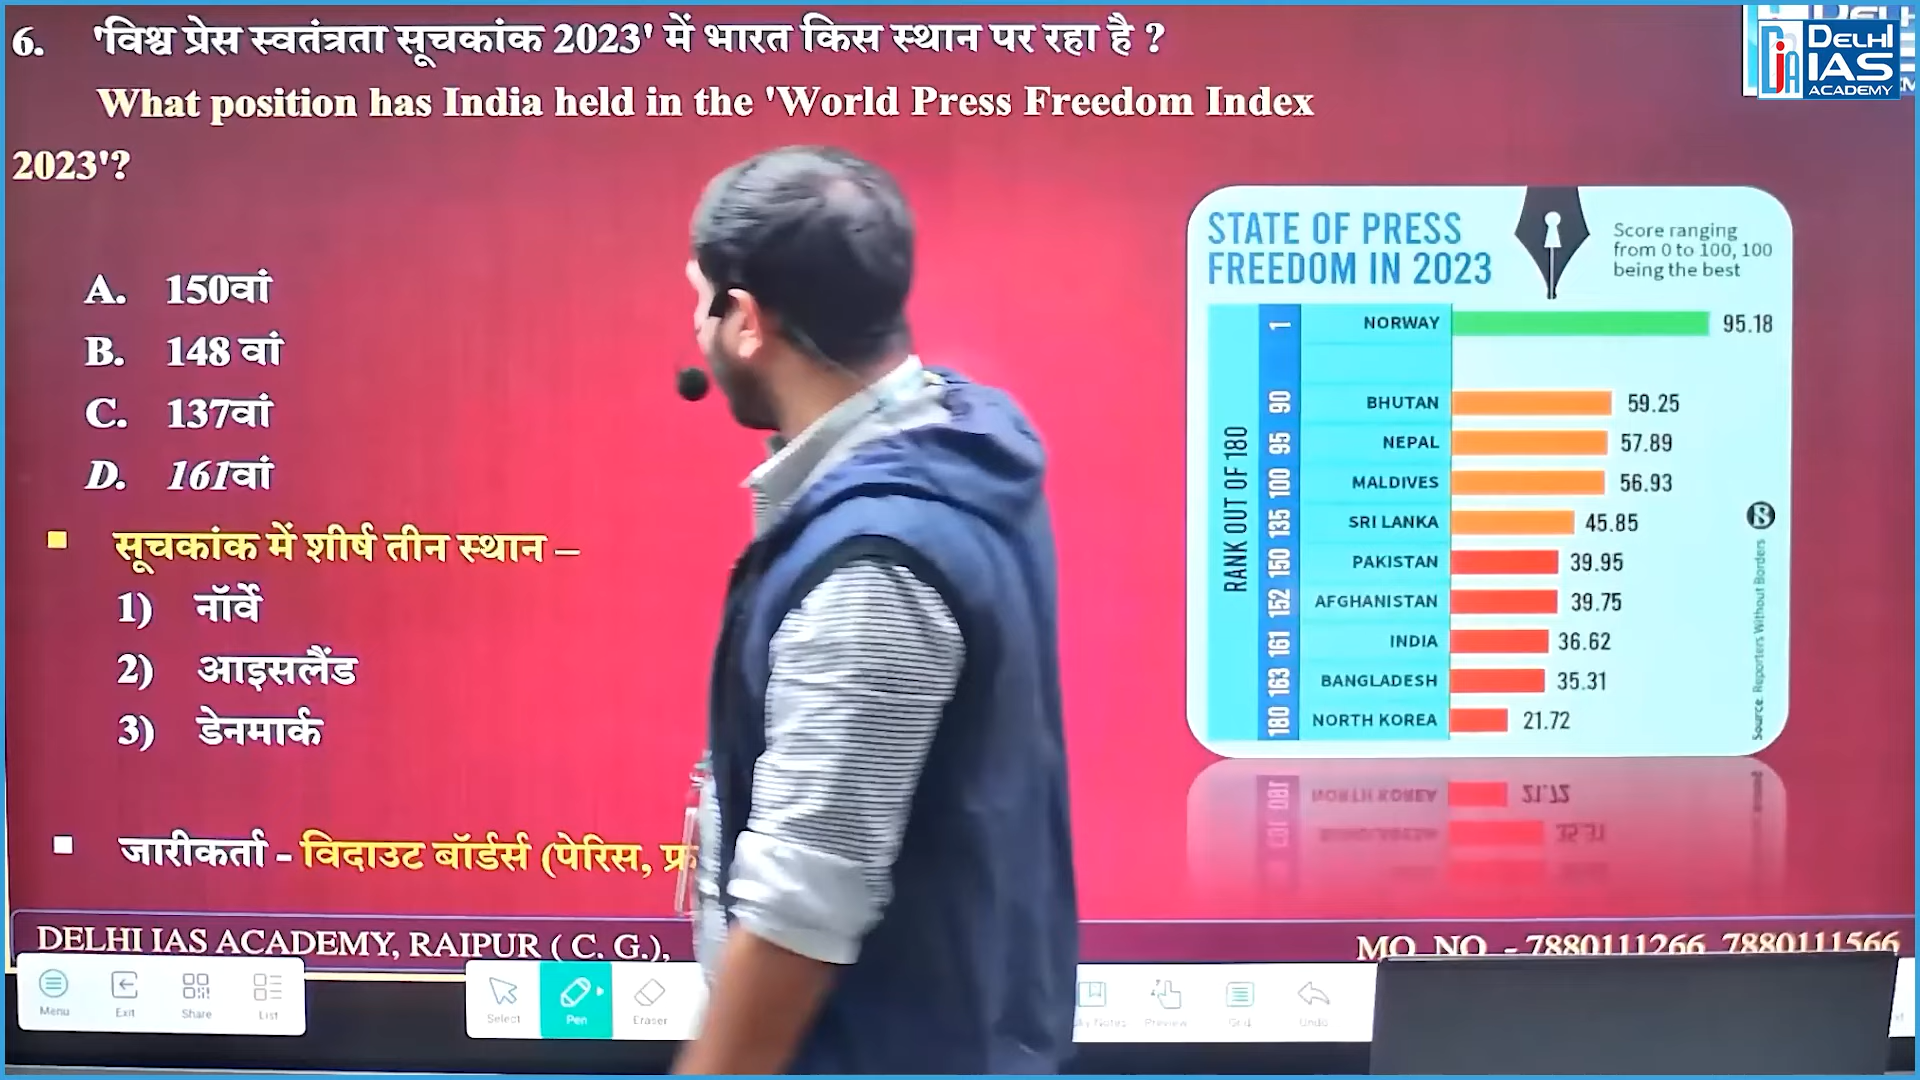 6. 'विश्व प्रेस स्वतंत्रता सूचकांक 2023' में भारत किस स्थान पर रहा है ?
What position has India held in the 'World Press Freedom Index
2023'?
A. 150वां
B. 148 वां
C. 137वां
D. 161वां
सूचकांक में शीर्ष तीन स्थान –
1) नॉर्वे
2) आइसलैंड
3) डेनमार्क
जारीकर्ता - विदाउट बॉर्डर्स (पेरिस,
DELHI IAS ACADEMY, RAIPUR ( C. G.),
MO. NO. - 7880111266, 7880111566
DELHI
IAS
ACADEMY
STATE OF PRESS
FREEDOM IN 2023
Score ranging
from 0 to 100, 100
being the best
RANK OUT OF 180
1 NORWAY 95.18
90 BHUTAN 59.25
95 NEPAL 57.89
100 MALDIVES 56.93
135 SRI LANKA 45.85
150 PAKISTAN 39.95
152 AFGHANISTAN 39.75
161 INDIA 36.62
163 BANGLADESH 35.31
180 NORTH KOREA 21.72
Source: Reporters Without Borders
Menu Exit Share List
Select Pen Eraser
Preview Grid Undo